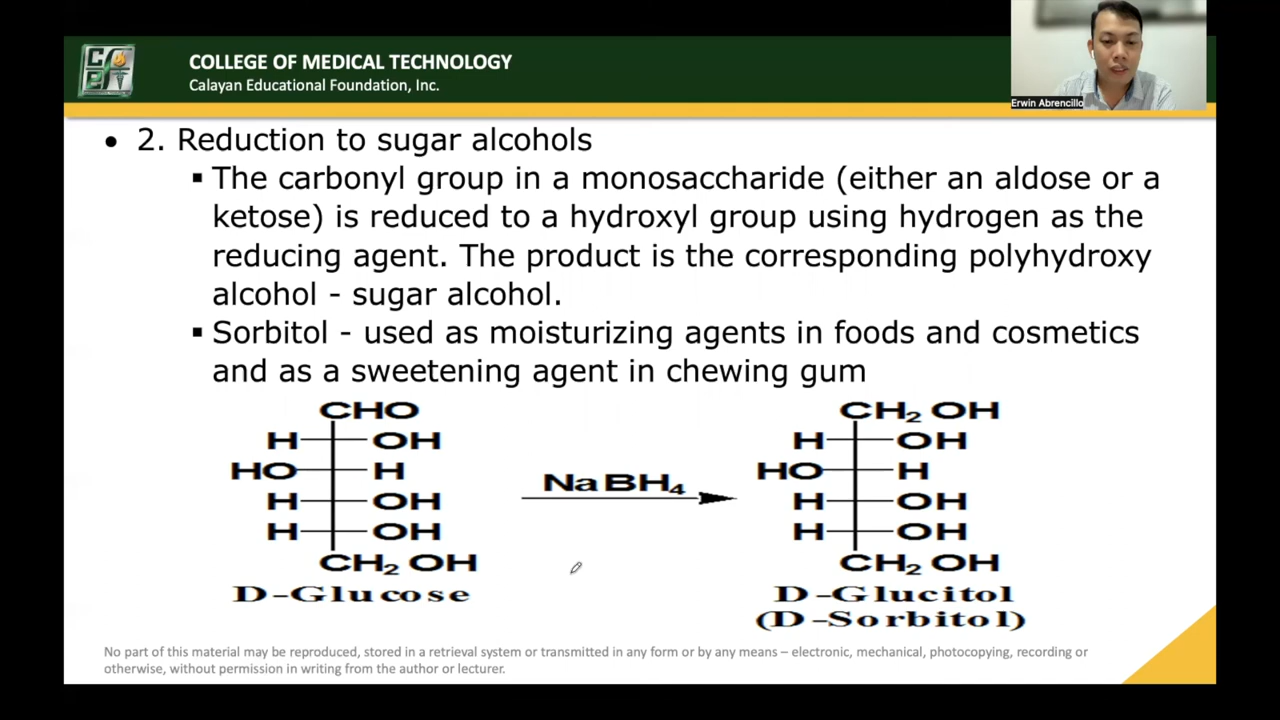 COLLEGE OF MEDICAL TECHNOLOGY
Calayan Educational Foundation, Inc.
Erwin Abrencillo
• 2. Reduction to sugar alcohols
▪ The carbonyl group in a monosaccharide (either an aldose or a
ketose) is reduced to a hydroxyl group using hydrogen as the
reducing agent. The product is the corresponding polyhydroxy
alcohol - sugar alcohol.
▪ Sorbitol - used as moisturizing agents in foods and cosmetics
and as a sweetening agent in chewing gum
CHO
H OH
HO H
H OH
H OH
CH₂ OH
D-Glucose
NaBH₄
CH₂ OH
H OH
HO H
H OH
H OH
CH₂ OH
D-Glucitol
(D-Sorbitol)
No part of this material may be reproduced, stored in a retrieval system or transmitted in any form or by any means – electronic, mechanical, photocopying, recording or
otherwise, without permission in writing from the author or lecturer.